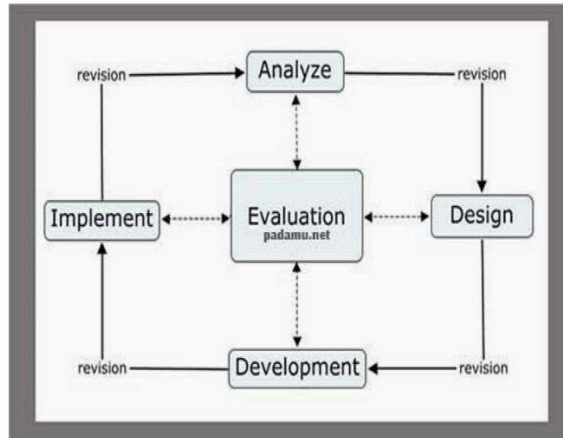 revision
Analyze
revision
Implement
Evaluation
padamu.net
Design
revision
Development
revision